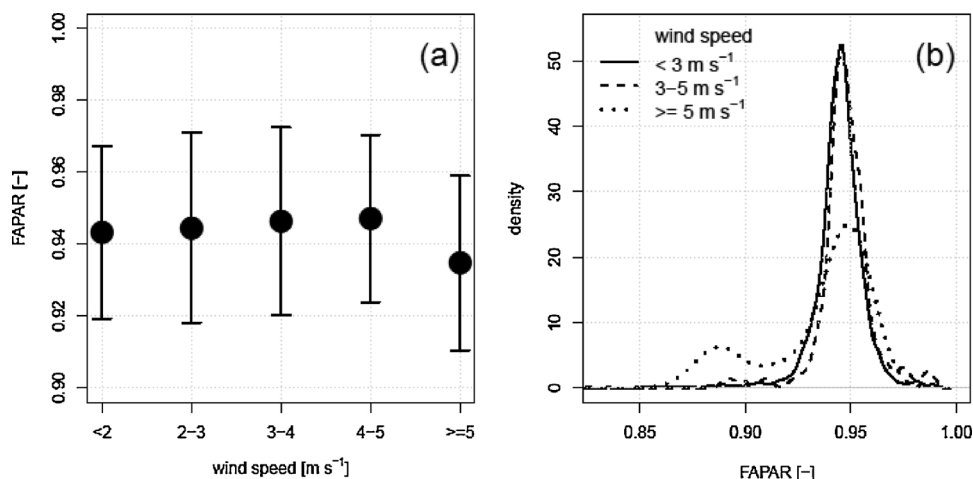 (a)
FAPAR [-]
1.00
0.98
0.96
0.94
0.92
0.90
<2
2-3
3-4
4-5
>=5
wind speed [m s⁻¹]
(b)
wind speed
< 3 m s⁻¹
3-5 m s⁻¹
>= 5 m s⁻¹
density
50
40
30
20
10
0
0.85
0.90
0.95
1.00
FAPAR [-]